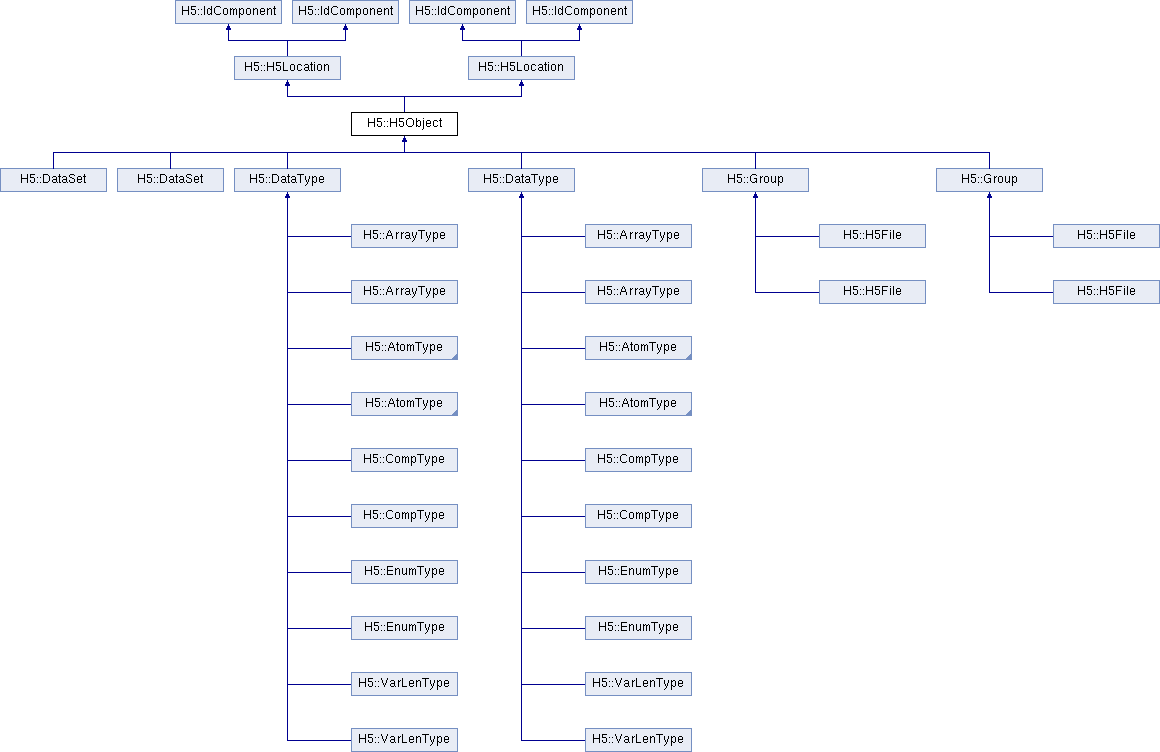 H5::IdComponent
H5::IdComponent
H5::IdComponent
H5::IdComponent
H5::H5Location
H5::H5Location
H5::H5Object
H5::DataSet
H5::DataSet
H5::DataType
H5::DataType
H5::Group
H5::Group
H5::ArrayType
H5::ArrayType
H5::H5File
H5::H5File
H5::ArrayType
H5::ArrayType
H5::H5File
H5::H5File
H5::AtomType
H5::AtomType
H5::AtomType
H5::AtomType
H5::CompType
H5::CompType
H5::CompType
H5::CompType
H5::EnumType
H5::EnumType
H5::EnumType
H5::EnumType
H5::VarLenType
H5::VarLenType
H5::VarLenType
H5::VarLenType